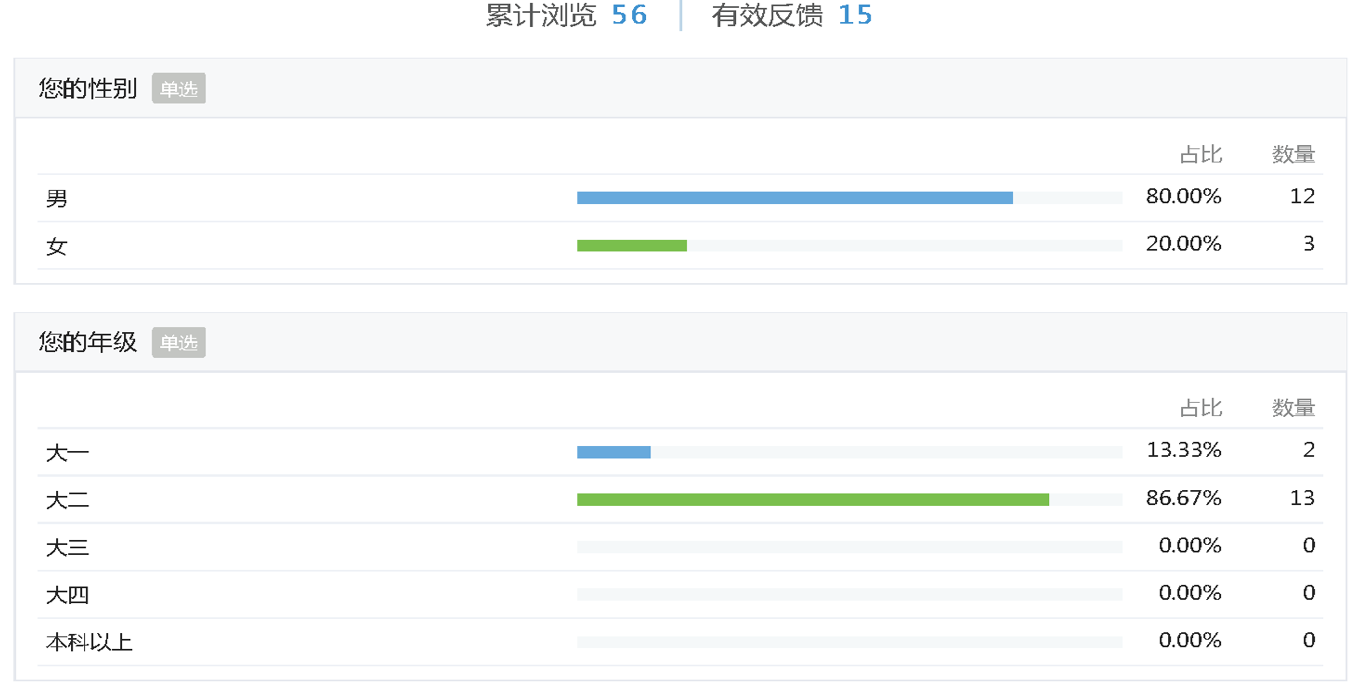 累计浏览 56 有效反馈 15
您的性别 单选
占比 数量
男 80.00% 12
女 20.00% 3
您的年级 单选
占比 数量
大一 13.33% 2
大二 86.67% 13
大三 0.00% 0
大四 0.00% 0
本科以上 0.00% 0